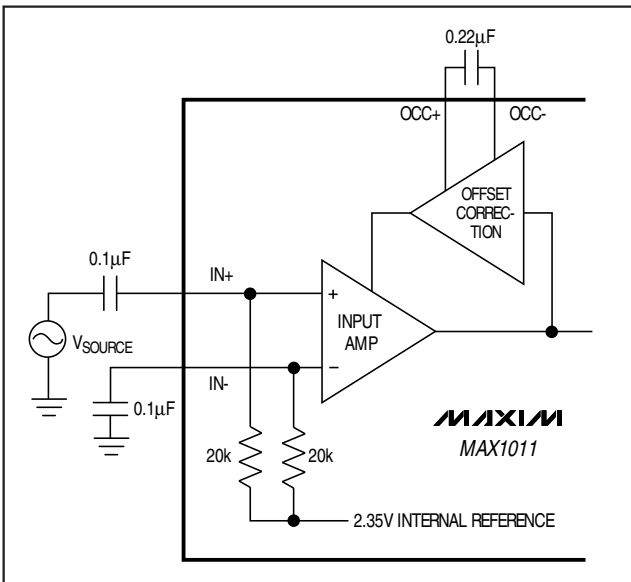 0.22µF
OCC+ OCC-
OFFSET
CORREC-
TION
0.1µF
IN+
+
INPUT
AMP
VSOURCE
IN-
−
0.1µF
MAXIM
MAX1011
20k 20k
2.35V INTERNAL REFERENCE